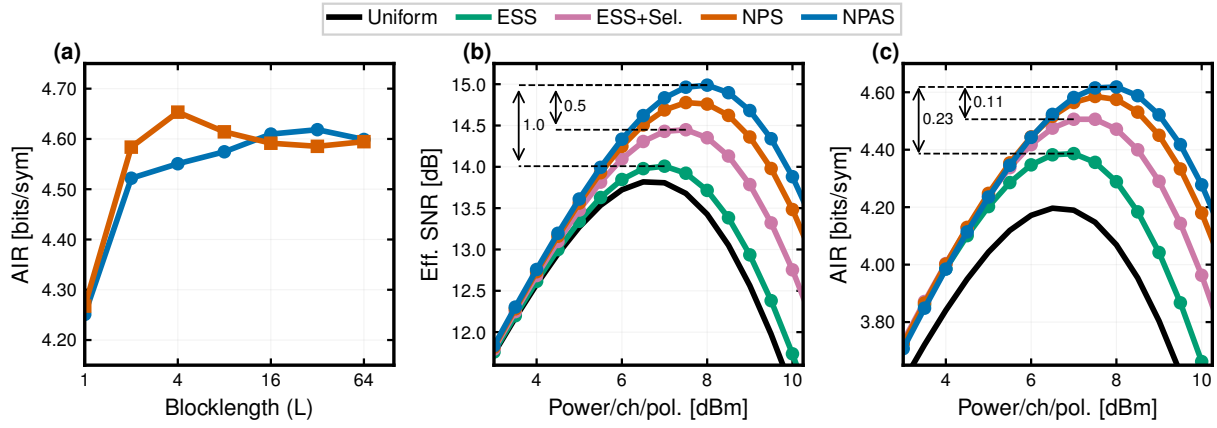 Uniform ESS ESS+Sel. NPS NPAS
(a)
4.70
4.60
4.50
4.40
4.30
4.20
1 4 16 64
AIR [bits/sym]
Blocklength (L)
(b)
15.0
14.5
14.0
13.5
13.0
12.5
12.0
4 6 8 10
Eff. SNR [dB]
Power/ch/pol. [dBm]
0.5
1.0
(c)
4.60
4.40
4.20
4.00
3.80
4 6 8 10
AIR [bits/sym]
Power/ch/pol. [dBm]
0.11
0.23